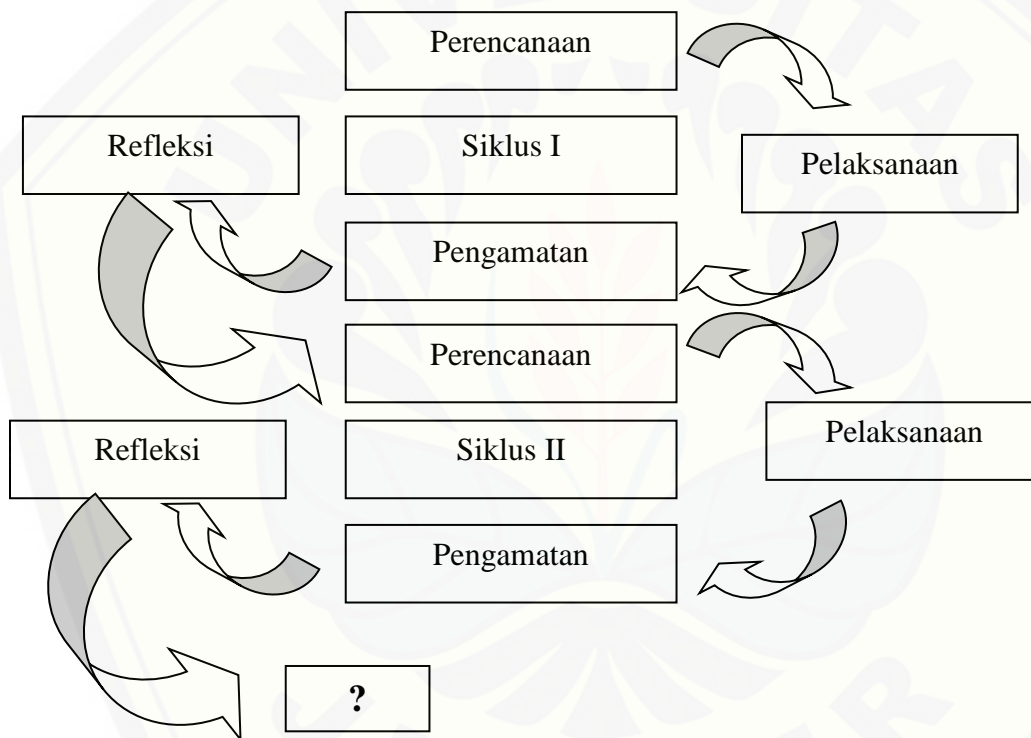 Perencanaan
Refleksi
Siklus I
Pelaksanaan
Pengamatan
Perencanaan
Refleksi
Siklus II
Pelaksanaan
Pengamatan
?